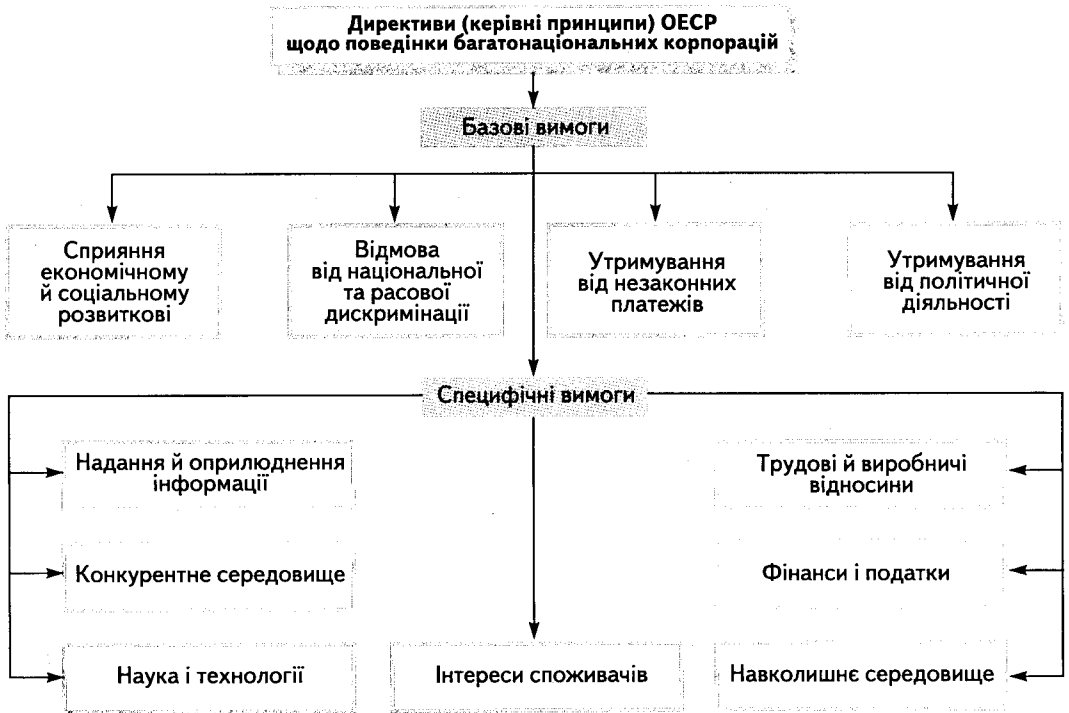 Директиви (керівні принципи) ОЕСР
щодо поведінки багатонаціональних корпорацій
Базові вимоги
Сприяння
економічному
й соціальному
розвиткові
Відмова
від національної
та расової
дискримінації
Утримування
від незаконних
платежів
Утримування
від політичної
діяльності
Специфічні вимоги
Надання й оприлюднення
інформації
Трудові й виробничі
відносини
Конкурентне середовище
Фінанси і податки
Наука і технології
Інтереси споживачів
Навколишнє середовище